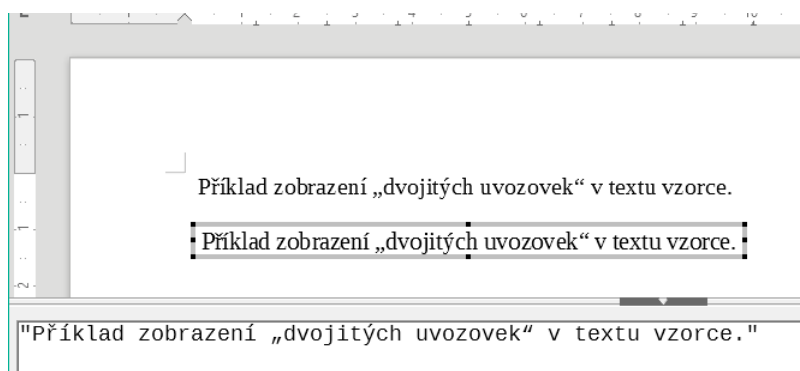 Příklad zobrazení „dvojitých uvozovek“ v textu vzorce.
Příklad zobrazení „dvojitých uvozovek“ v textu vzorce.
"Příklad zobrazení „dvojitých uvozovek“ v textu vzorce."